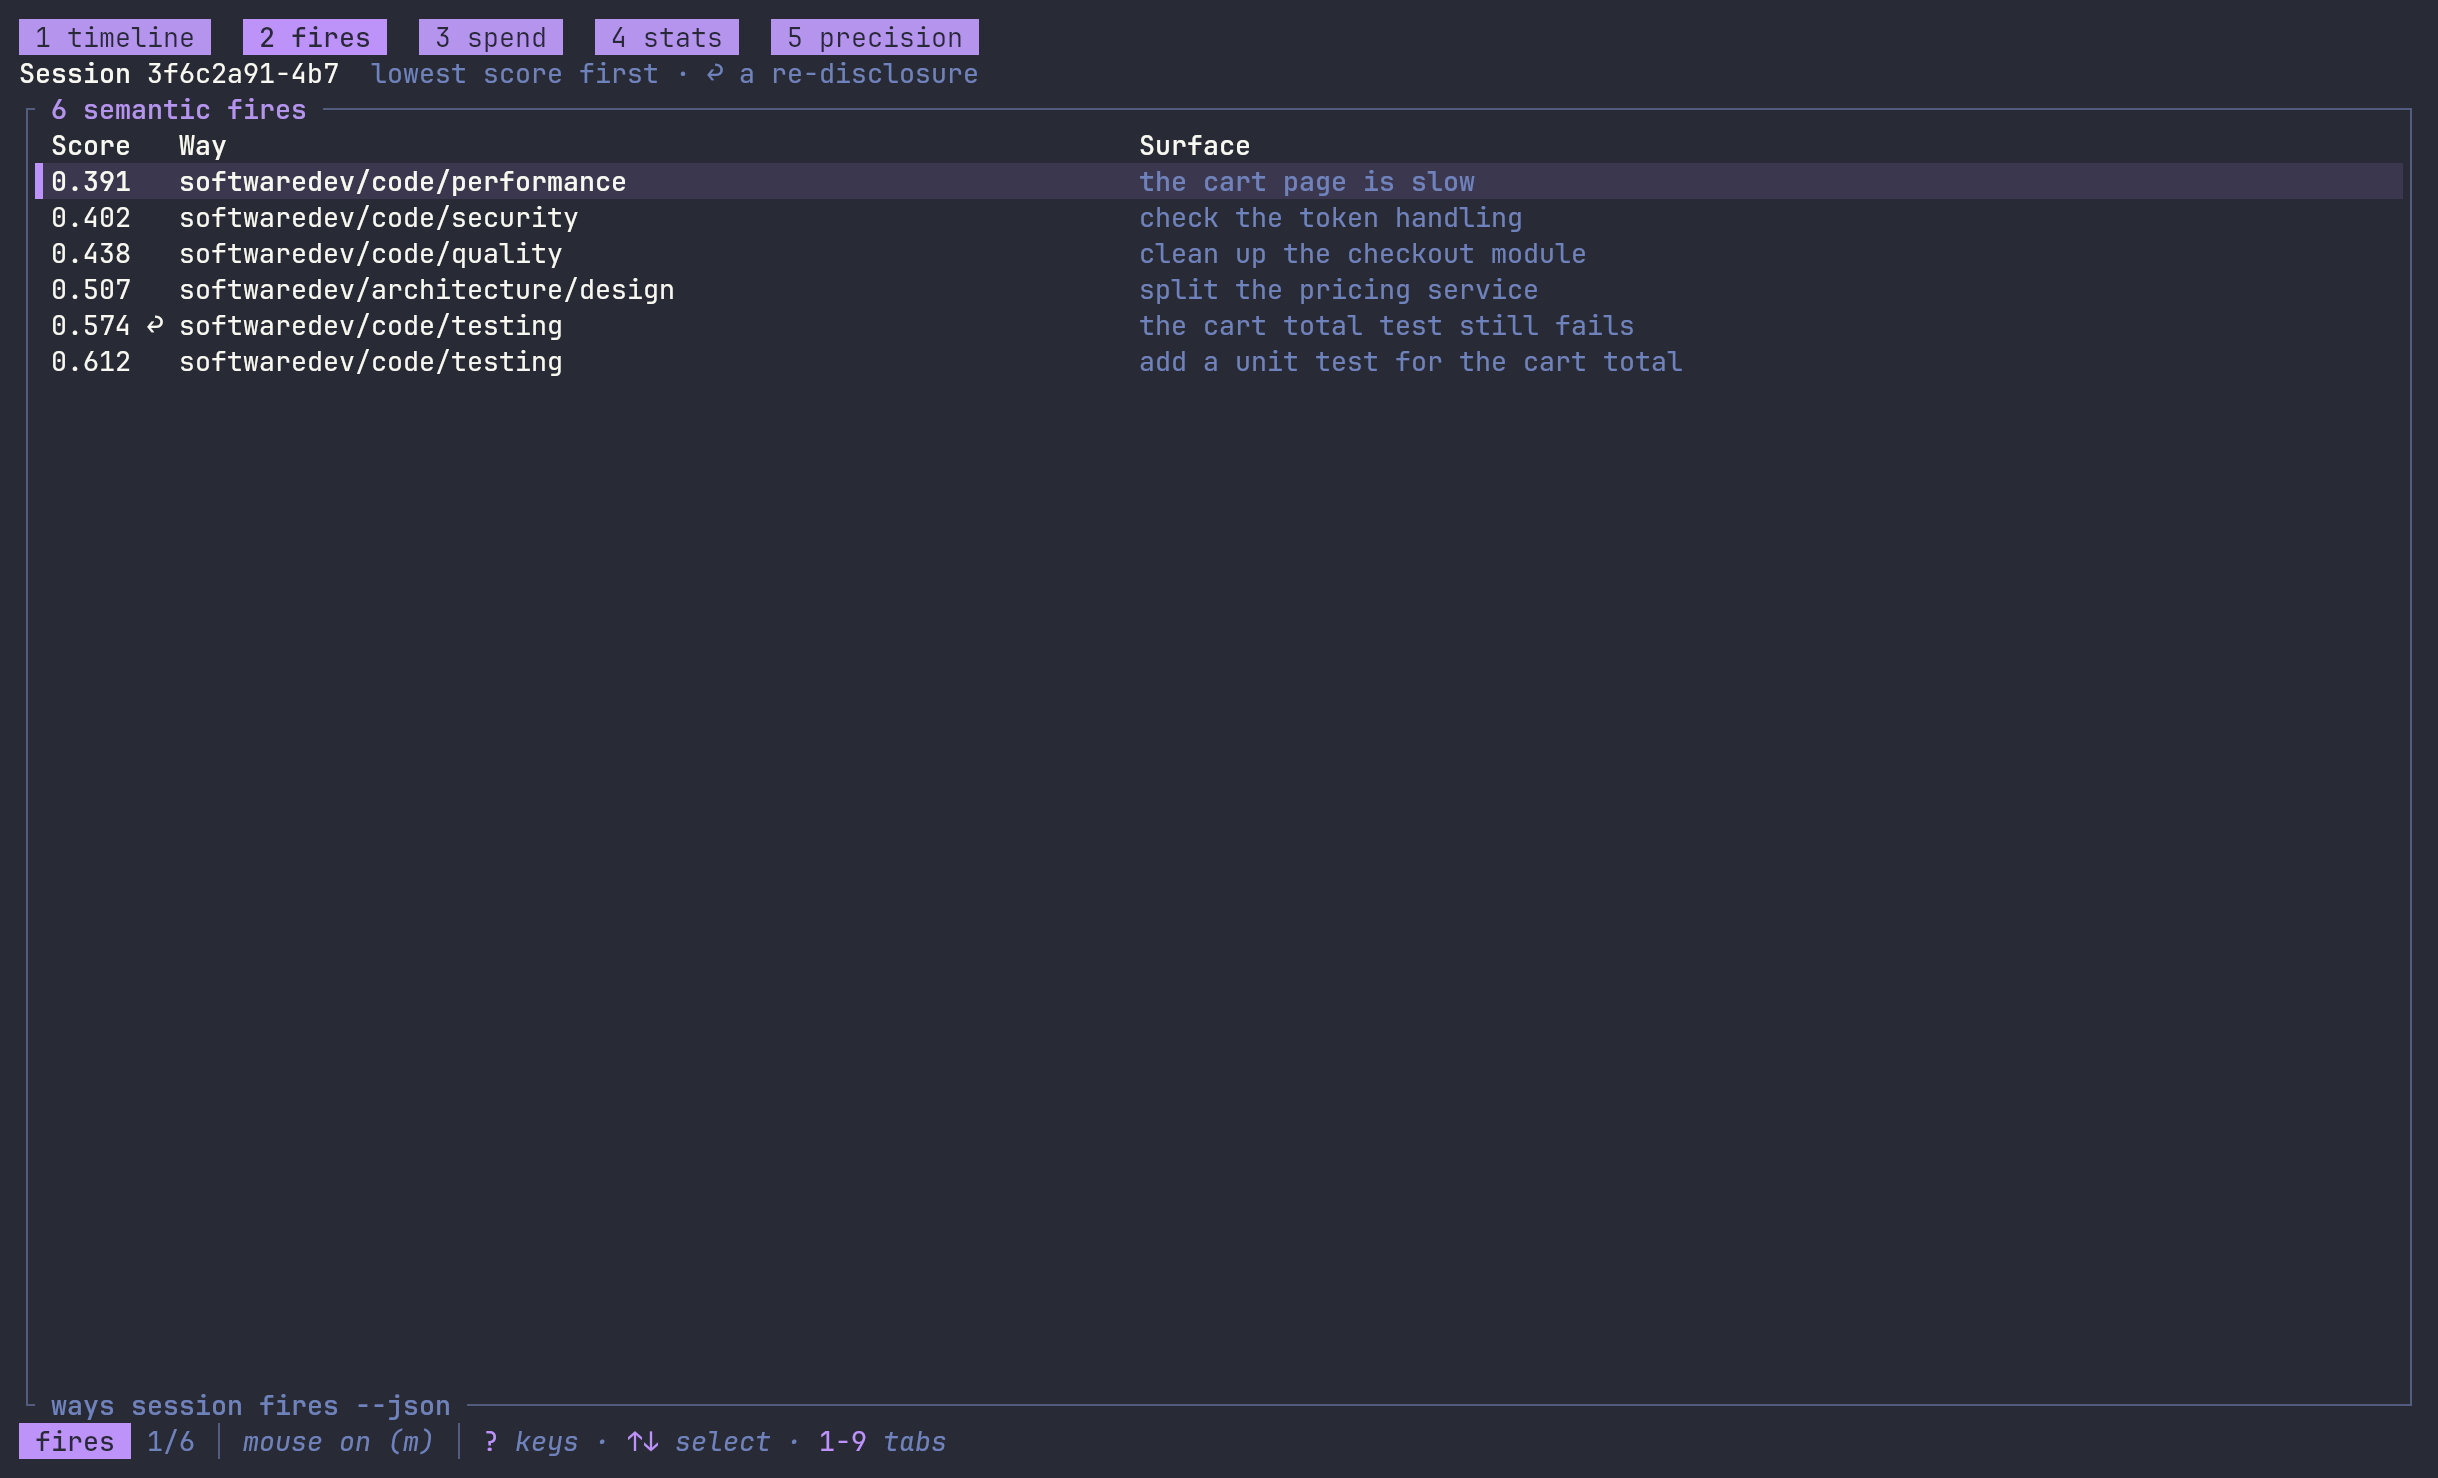 1 timeline 2 fires 3 spend 4 stats 5 precision
Session 3f6c2a91-4b7 lowest score first · ⤶ a re-disclosure
6 semantic fires
Score Way Surface
0.391 softwaredev/code/performance the cart page is slow
0.402 softwaredev/code/security check the token handling
0.438 softwaredev/code/quality clean up the checkout module
0.507 softwaredev/architecture/design split the pricing service
0.574 ⤶ softwaredev/code/testing the cart total test still fails
0.612 softwaredev/code/testing add a unit test for the cart total
ways session fires --json
fires 1/6 │ mouse on (m) │ ? keys · ↑↓ select · 1-9 tabs